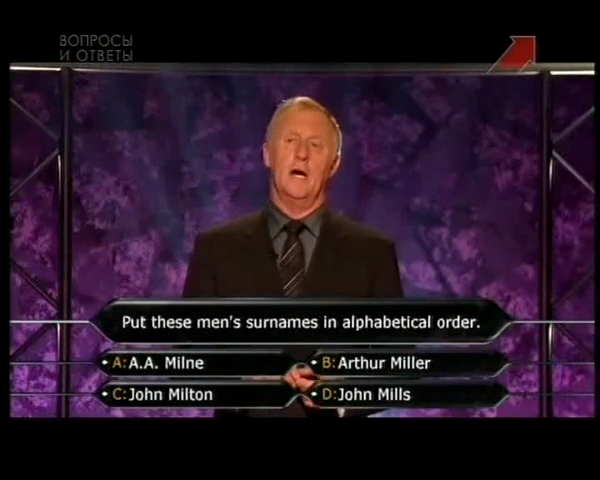 ВОПРОСЫ
И ОТВЕТЫ
Put these men's surnames in alphabetical order.
A: A.A. Milne
B: Arthur Miller
C: John Milton
D: John Mills